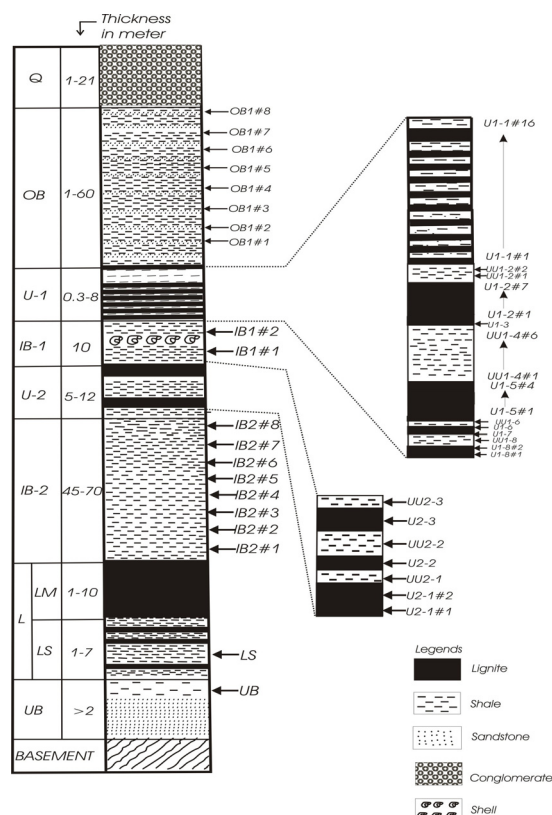 Thickness
in meter
Q
1-21
OB
1-60
OB1#8
OB1#7
OB1#6
OB1#5
OB1#4
OB1#3
OB1#2
OB1#1
U-1
0.3-8
IB-1
10
IB1#2
IB1#1
U-2
5-12
IB-2
45-70
IB2#8
IB2#7
IB2#6
IB2#5
IB2#4
IB2#3
IB2#2
IB2#1
L
LM
1-10
LS
1-7
LS
UB
>2
UB
BASEMENT
U1-1#16
U1-1#1
UU1-2#2
UU1-2#1
U1-2#7
U1-2#1
U1-3
UU1-4#6
UU1-4#1
U1-5#4
U1-5#1
UU1-6
U1-6
U1-7
UU1-8
U1-8#2
U1-8#1
UU2-3
U2-3
UU2-2
U2-2
UU2-1
U2-1#2
U2-1#1
Legends
Lignite
Shale
Sandstone
Conglomerate
Shell